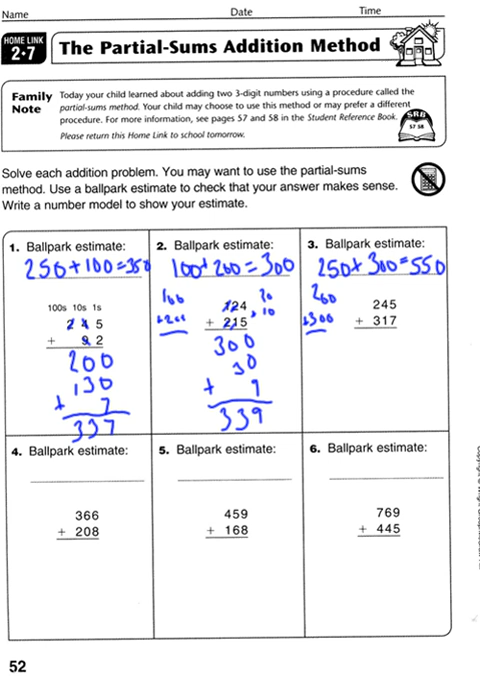 Name Date Time
HOME LINK
2•7
The Partial-Sums Addition Method
Family
Note
Today your child learned about adding two 3-digit numbers using a procedure called the
partial-sums method. Your child may choose to use this method or may prefer a different
procedure. For more information, see pages 57 and 58 in the Student Reference Book.
Please return this Home Link to school tomorrow.
SRB
57 58
Solve each addition problem. You may want to use the partial-sums
method. Use a ballpark estimate to check that your answer makes sense.
Write a number model to show your estimate.
1. Ballpark estimate:
250+100=350
100s 10s 1s
2 4 5
+ 9 2
200
130
+ 7
337
2. Ballpark estimate:
100+200=300
100
+200
124
+ 215
20
+ 10
300
30
+ 9
339
3. Ballpark estimate:
250+300=550
200
+300
245
+ 317
4. Ballpark estimate:
366
+ 208
5. Ballpark estimate:
459
+ 168
6. Ballpark estimate:
769
+ 445
52